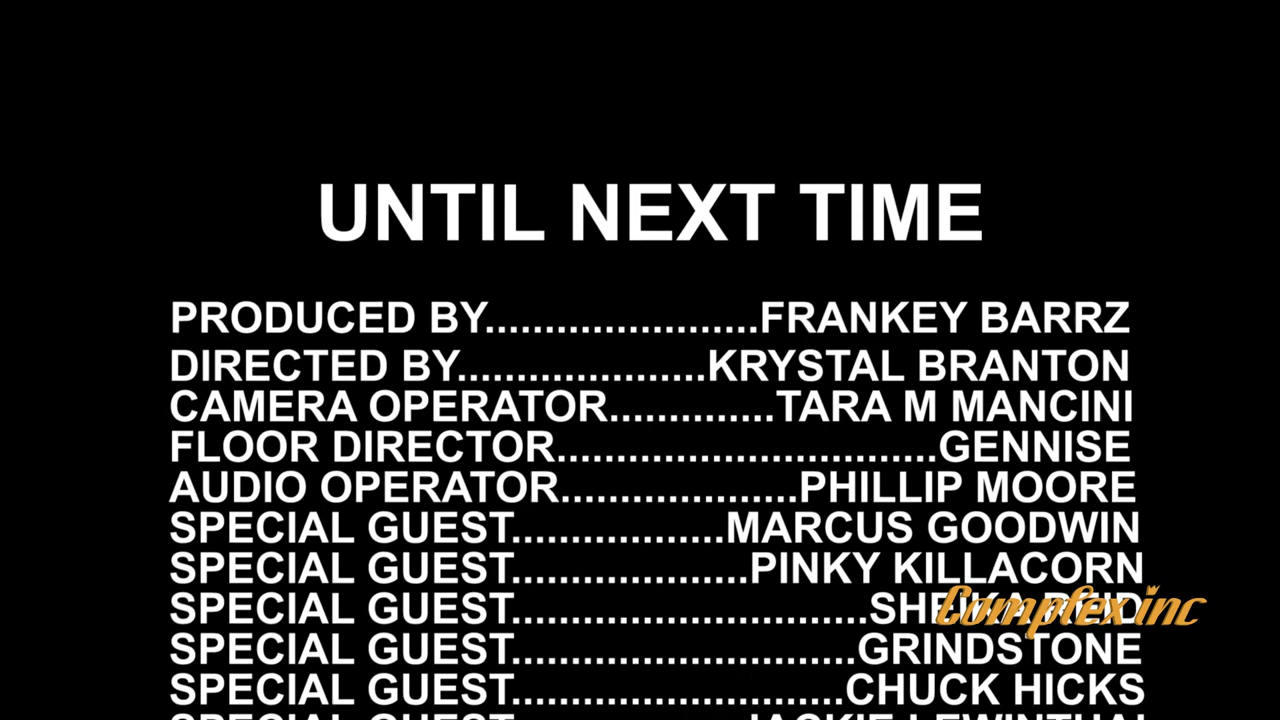 UNTIL NEXT TIME
PRODUCED BY.......................FRANKEY BARRZ
DIRECTED BY.....................KRYSTAL BRANTON
CAMERA OPERATOR..............TARA M MANCINI
FLOOR DIRECTOR................................GENNISE
AUDIO OPERATOR....................PHILLIP MOORE
SPECIAL GUEST..................MARCUS GOODWIN
SPECIAL GUEST....................PINKY KILLACORN
SPECIAL GUEST..............................
Complex inc
SPECIAL GUEST.............................GRINDSTONE
SPECIAL GUEST............................CHUCK HICKS
SPECIAL GUEST